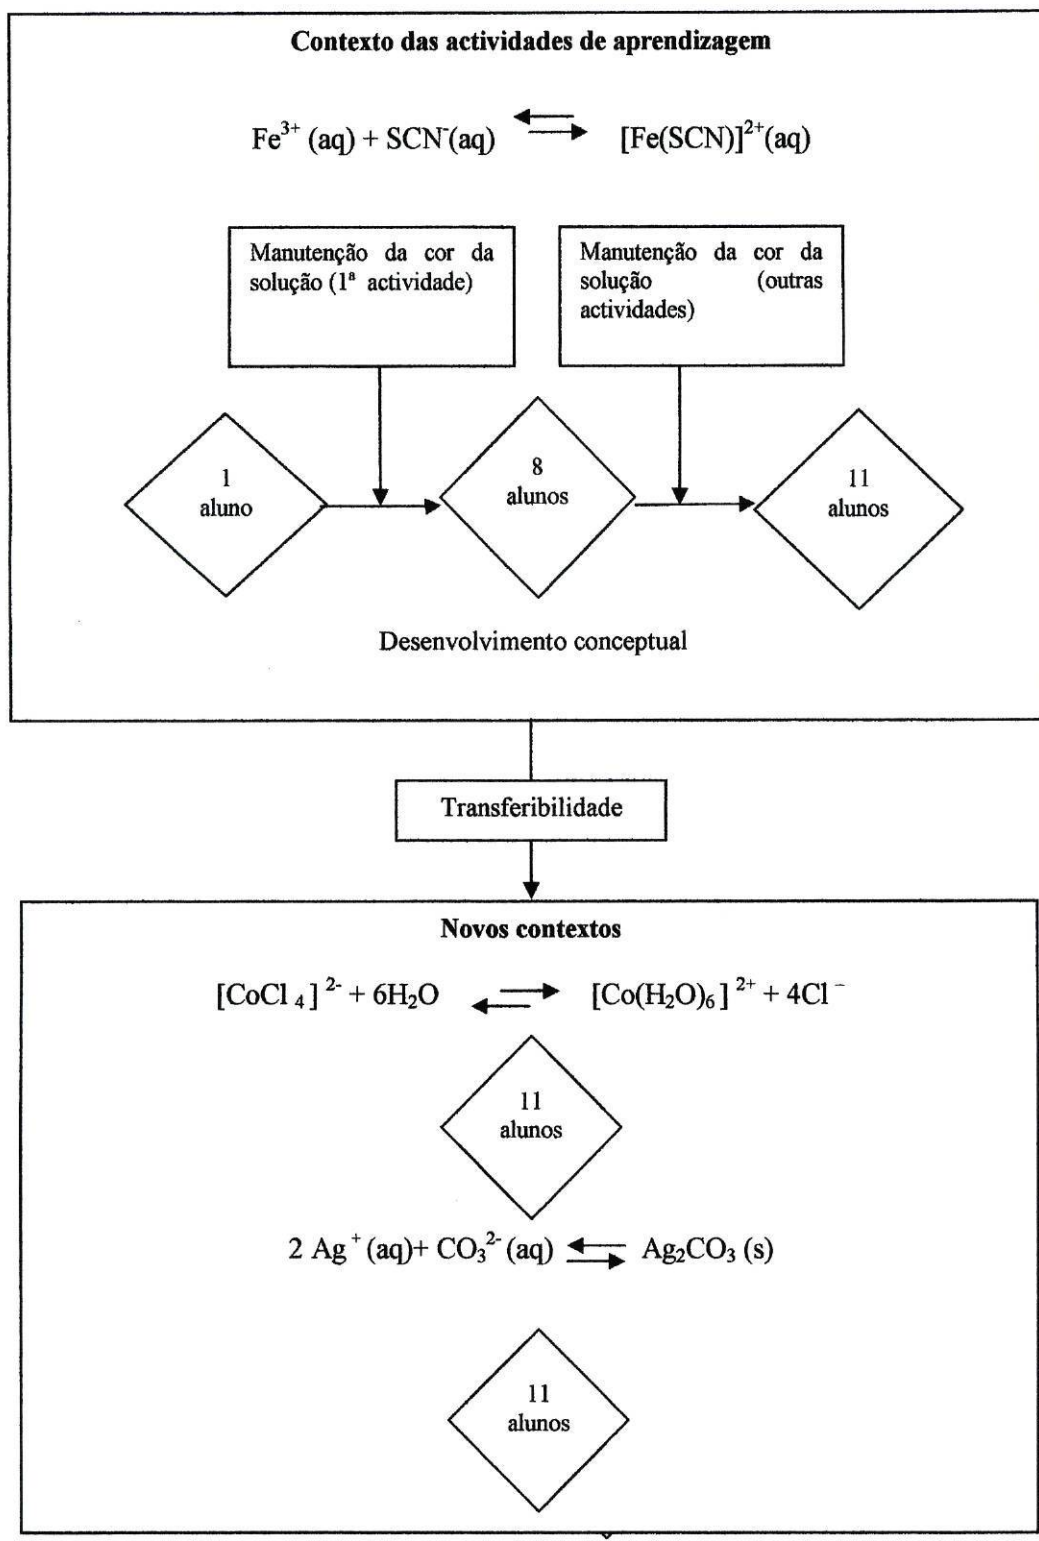 Contexto das actividades de aprendizagem
Fe³⁺ (aq) + SCN⁻(aq) ⇌ [Fe(SCN)]²⁺(aq)
Manutenção da cor da
solução (1ª actividade)
Manutenção da cor da
solução (outras
actividades)
1
aluno
8
alunos
11
alunos
Desenvolvimento conceptual
Transferibilidade
Novos contextos
[CoCl ₄] ²⁻ + 6H₂O ⇌ [Co(H₂O)₆] ²⁺ + 4Cl ⁻
11
alunos
2 Ag ⁺ (aq)+ CO₃²⁻ (aq) ⇌ Ag₂CO₃ (s)
11
alunos